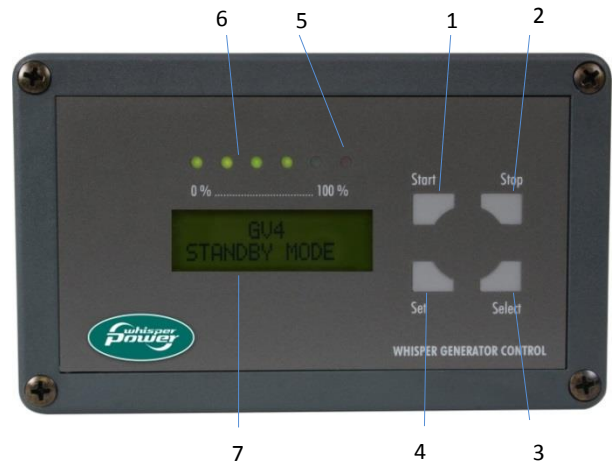 6 5 1 2
0 % ........................ 100 %
GV4
STANDBY MODE
Start Stop
Set Select
whisper
power
WHISPER GENERATOR CONTROL
7 4 3